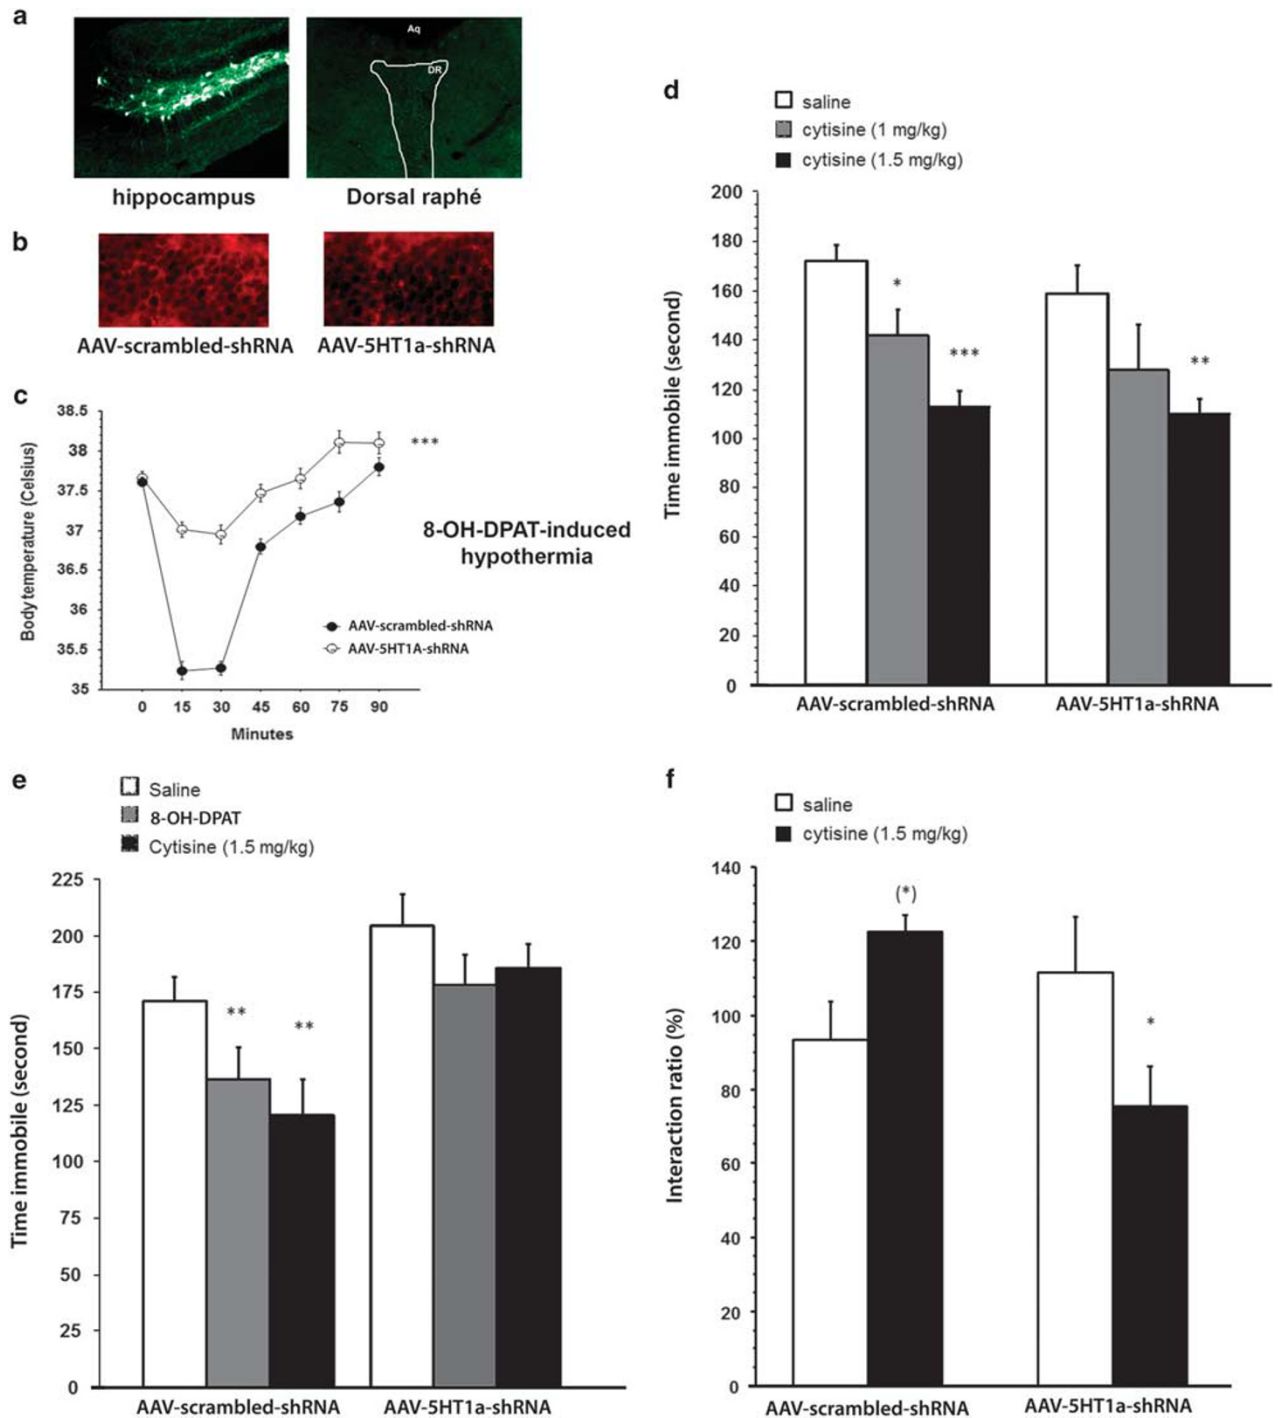 a
Aq
DR
hippocampus
Dorsal raphé
b
AAV-scrambled-shRNA
AAV-5HT1a-shRNA
c
38.5
38
37.5
37
36.5
36
35.5
35
Body temperature (Celsius)
***
8-OH-DPAT-induced
hypothermia
AAV-scrambled-shRNA
AAV-5HT1A-shRNA
0 15 30 45 60 75 90
Minutes
d
saline
cytisine (1 mg/kg)
cytisine (1.5 mg/kg)
200
180
160
140
120
100
80
60
40
20
0
Time immobile (second)
*
***
**
AAV-scrambled-shRNA
AAV-5HT1a-shRNA
e
Saline
8-OH-DPAT
Cytisine (1.5 mg/kg)
225
200
175
150
125
100
75
50
25
0
Time immobile (second)
**
**
AAV-scrambled-shRNA
AAV-5HT1a-shRNA
f
saline
cytisine (1.5 mg/kg)
140
120
100
80
60
40
20
0
Interaction ratio (%)
(*)
*
AAV-scrambled-shRNA
AAV-5HT1a-shRNA